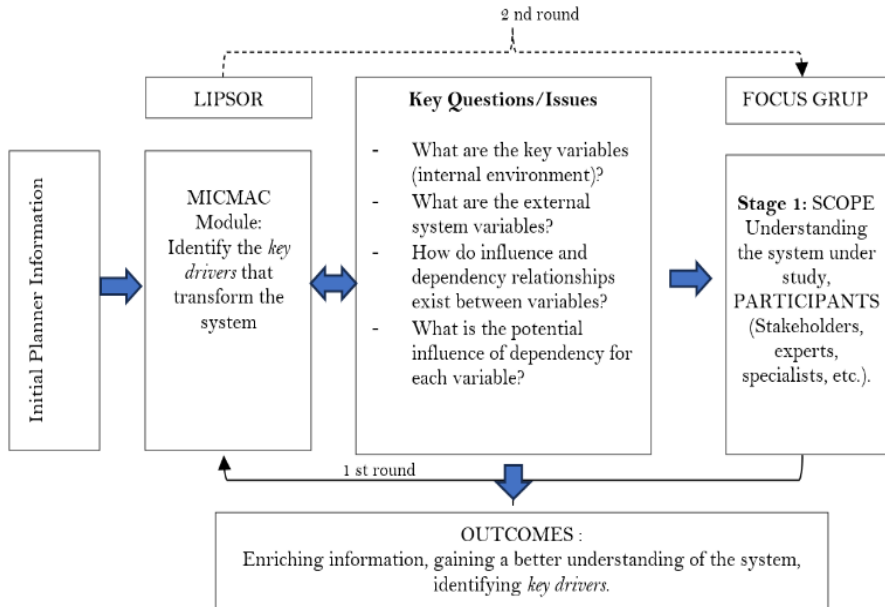 2 nd round
LIPSOR
Key Questions/Issues
FOCUS GRUP
Initial Planner Information
MICMAC
Module:
Identify the key
drivers that
transform the
system
- What are the key variables
(internal environment)?
- What are the external
system variables?
- How do influence and
dependency relationships
exist between variables?
- What is the potential
influence of dependency for
each variable?
Stage 1: SCOPE
Understanding
the system under
study,
PARTICIPANTS
(Stakeholders,
experts,
specialists, etc.).
1 st round
OUTCOMES :
Enriching information, gaining a better understanding of the system,
identifying key drivers.